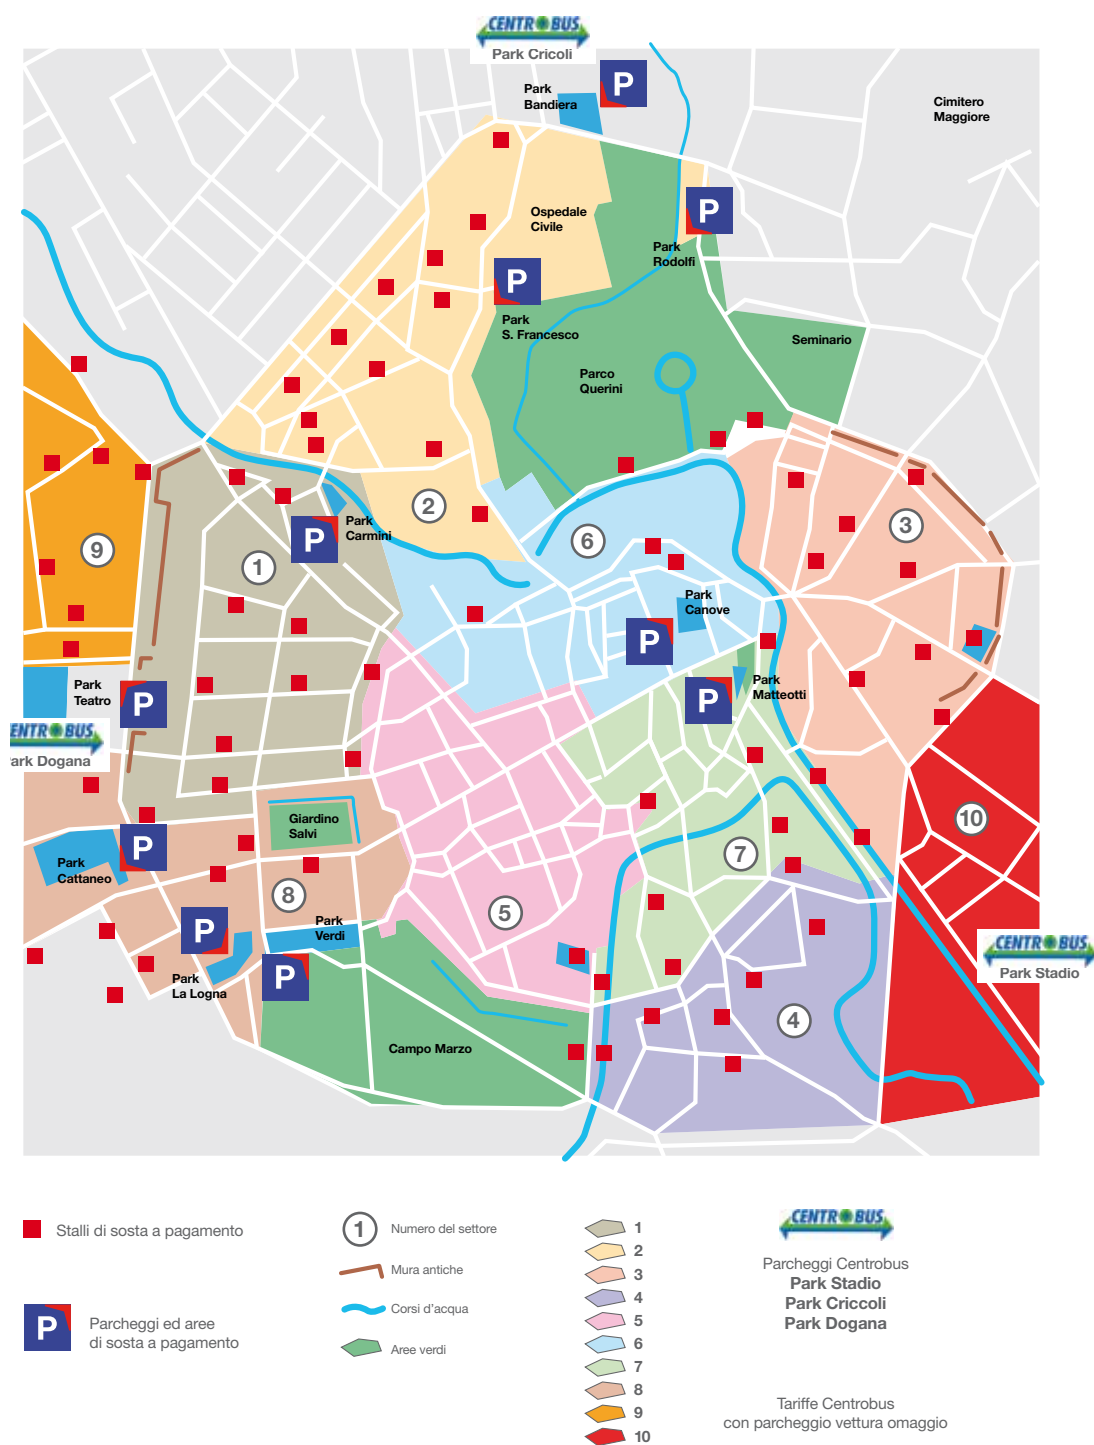 CENTROBUS
Park Cricoli
Park
Bandiera
P
Cimitero
Maggiore
P
Ospedale
Civile
Park
Rodolfi
P
Park
S. Francesco
Seminario
Parco
Querini
2
3
6
9
1
P
Park
Carmini
Park
Canove
P
Park
Teatro
P
P
Park
Matteotti
ENTROBUS
ark Dogana
Giardino
Salvi
10
P
Park
Cattaneo
7
8
5
P
Park
Verdi
CENTROBUS
Park Stadio
P
Park
La Logna
4
Campo Marzo
Stalli di sosta a pagamento
P
Parcheggi ed aree
di sosta a pagamento
1
Numero del settore
Mura antiche
Corsi d'acqua
Aree verdi
1
2
3
4
5
6
7
8
9
10
CENTROBUS
Parcheggi Centrobus
Park Stadio
Park Criccoli
Park Dogana
Tariffe Centrobus
con parcheggio vettura omaggio